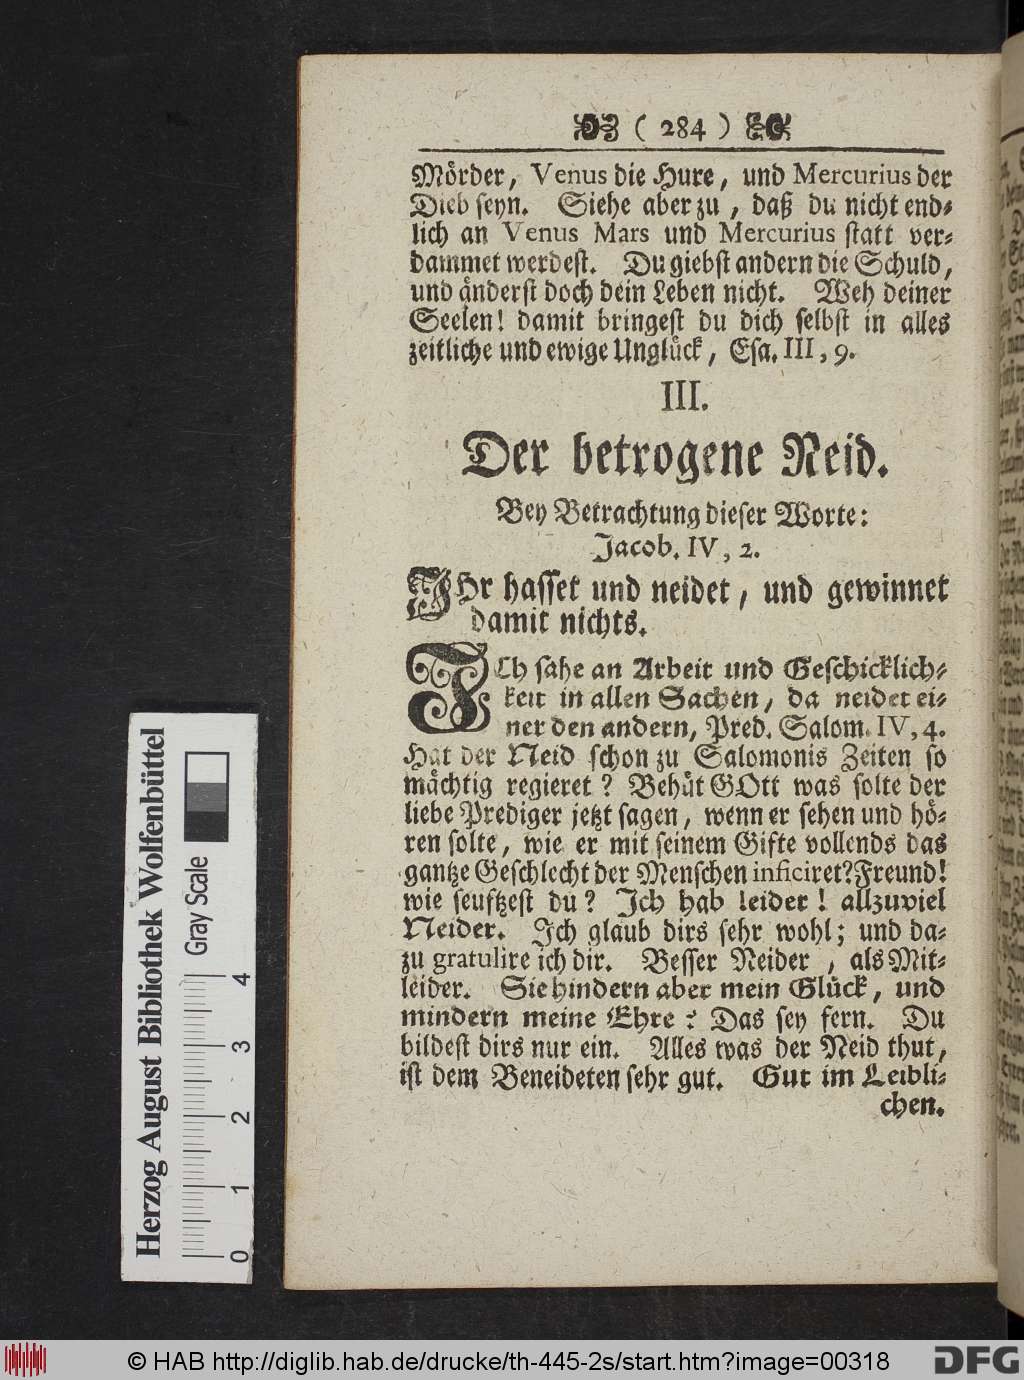 ( 284 )
Mörder, Venus die Hure, und Mercurius der
Dieb seyn. Siehe aber zu, daß du nicht end-
lich an Venus Mars und Mercurius statt ver-
dammet werdest. Du giebst andern die Schuld,
und änderst doch dein Leben nicht. Weh deiner
Seelen! damit bringest du dich selbst in alles
zeitliche und ewige Unglück, Esa. III, 9.
III.
Der betrogene Neid.
Bey Betrachtung dieser Worte:
Jacob. IV, 2.
IHr hasset und neidet, und gewinnet
damit nichts.
ICh sahe an Arbeit und Geschicklich-
keit in allen Sachen, da neidet ei-
ner den andern, Pred. Salom. IV, 4.
Hat der Neid schon zu Salomonis Zeiten so
mächtig regieret? Behüt GOtt was solte der
liebe Prediger jetzt sagen, wenn er sehen und hö-
ren solte, wie er mit seinem Gifte vollends das
gantze Geschlecht der Menschen inficiret? Freund!
wie seuftzest du? Ich hab leider! allzuviel
Neider. Ich glaub dirs sehr wohl; und da-
zu gratulire ich dir. Besser Neider, als Mit-
leider. Sie hindern aber mein Glück, und
mindern meine Ehre? Das sey fern. Du
bildest dirs nur ein. Alles was der Neid thut,
ist dem Beneideten sehr gut. Gut im Leibli-
chen.
Herzog August Bibliothek Wolfenbüttel
Gray Scale
0 1 2 3 4
© HAB http://diglib.hab.de/drucke/th-445-2s/start.htm?image=00318
DFG